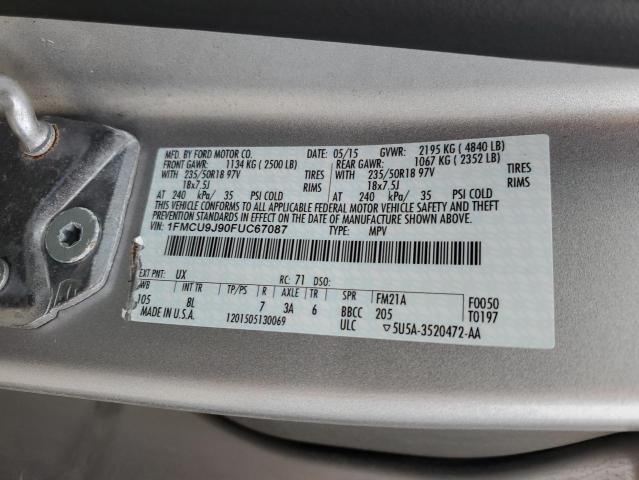 MFD. BY FORD MOTOR CO. 05/15 GVWR: 2195 KG ( 4840 LB)
FRONT GAWR: 1134 KG ( 2500 LB) REAR GAWR: 1067 KG ( 2352 LB)
WITH 235/50R18 97V TIRES WITH 235/50R18 97V TIRES
18x7.5J RIMS 18x7.5J RIMS
AT 240 kPa/ 35 PSI COLD AT 240 kPa/ 35 PSI COLD
THIS VEHICLE CONFORMS TO ALL APPLICABLE FEDERAL MOTOR VEHICLE SAFETY AND BUMPER
AND THEFT PREVENTION STANDARDS IN EFFECT ON THE DATE OF MANUFACTURE SHOWN ABOVE.
VIN: 1FMCU9J90FUC67087 TYPE: MPV
EXT PNT: UX RC: 71 DSO: F0050
WB INT TR TP/PS R AXLE TR SPR FM21A T0197
105 BL 7 3A 6 BBCC 205
MADE IN U.S.A. 1201505130069 ULC ▽5U5A-3520472-AA